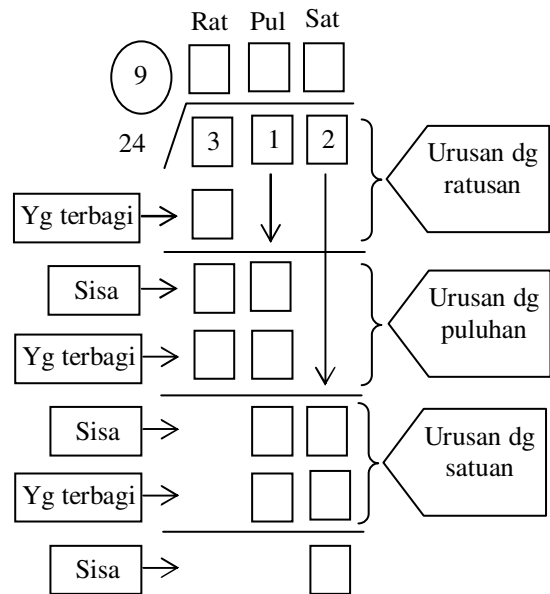 Rat Pul Sat
9
24 3 1 2
Urusan dg
ratusan
Yg terbagi
Sisa
Urusan dg
puluhan
Yg terbagi
Sisa
Urusan dg
satuan
Yg terbagi
Sisa